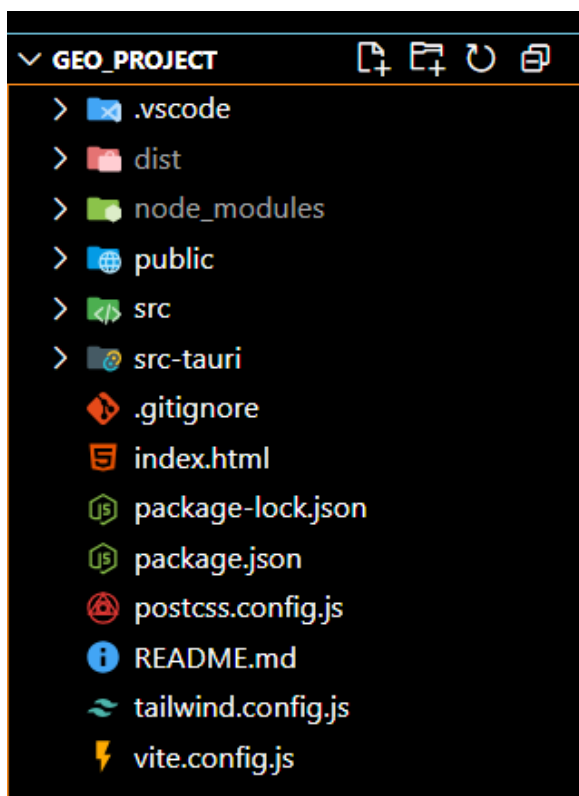 GEO_PROJECT
.vscode
dist
node_modules
public
src
src-tauri
.gitignore
index.html
package-lock.json
package.json
postcss.config.js
README.md
tailwind.config.js
vite.config.js